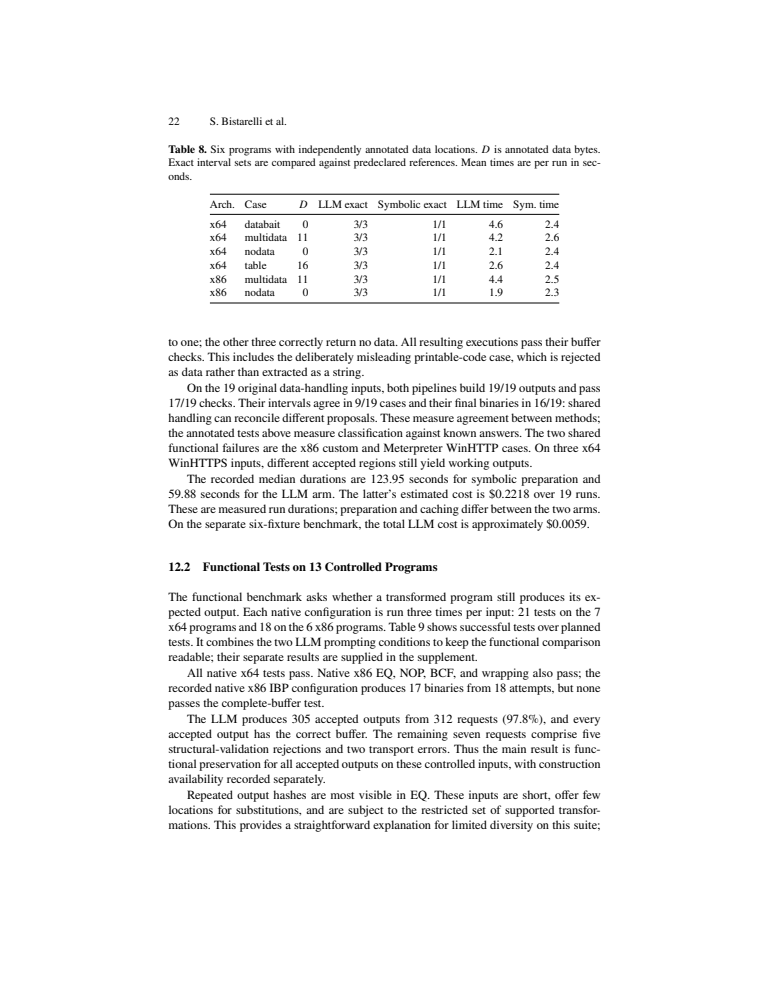 22 S. Bistarelli et al.
Table 8. Six programs with independently annotated data locations. D is annotated data bytes.
Exact interval sets are compared against predeclared references. Mean times are per run in sec-
onds.
Arch. Case D LLM exact Symbolic exact LLM time Sym. time
x64 databait 0 3/3 1/1 4.6 2.4
x64 multidata 11 3/3 1/1 4.2 2.6
x64 nodata 0 3/3 1/1 2.1 2.4
x64 table 16 3/3 1/1 2.6 2.4
x86 multidata 11 3/3 1/1 4.4 2.5
x86 nodata 0 3/3 1/1 1.9 2.3
to one; the other three correctly return no data. All resulting executions pass their buffer
checks. This includes the deliberately misleading printable-code case, which is rejected
as data rather than extracted as a string.
On the 19 original data-handling inputs, both pipelines build 19/19 outputs and pass
17/19 checks. Their intervals agree in 9/19 cases and their final binaries in 16/19: shared
handling can reconcile different proposals. These measure agreement between methods;
the annotated tests above measure classification against known answers. The two shared
functional failures are the x86 custom and Meterpreter WinHTTP cases. On three x64
WinHTTPS inputs, different accepted regions still yield working outputs.
The recorded median durations are 123.95 seconds for symbolic preparation and
59.88 seconds for the LLM arm. The latter's estimated cost is $0.2218 over 19 runs.
These are measured run durations; preparation and caching differ between the two arms.
On the separate six-fixture benchmark, the total LLM cost is approximately $0.0059.
12.2 Functional Tests on 13 Controlled Programs
The functional benchmark asks whether a transformed program still produces its ex-
pected output. Each native configuration is run three times per input: 21 tests on the 7
x64 programs and 18 on the 6 x86 programs. Table 9 shows successful tests over planned
tests. It combines the two LLM prompting conditions to keep the functional comparison
readable; their separate results are supplied in the supplement.
All native x64 tests pass. Native x86 EQ, NOP, BCF, and wrapping also pass; the
recorded native x86 IBP configuration produces 17 binaries from 18 attempts, but none
passes the complete-buffer test.
The LLM produces 305 accepted outputs from 312 requests (97.8%), and every
accepted output has the correct buffer. The remaining seven requests comprise five
structural-validation rejections and two transport errors. Thus the main result is func-
tional preservation for all accepted outputs on these controlled inputs, with construction
availability recorded separately.
Repeated output hashes are most visible in EQ. These inputs are short, offer few
locations for substitutions, and are subject to the restricted set of supported transfor-
mations. This provides a straightforward explanation for limited diversity on this suite;